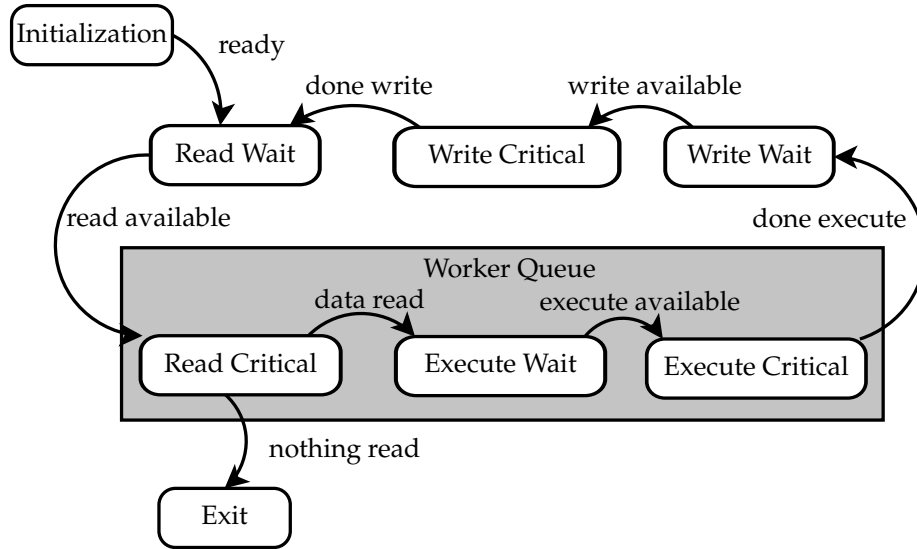 Initialization
ready
done write
write available
Read Wait
Write Critical
Write Wait
read available
done execute
Worker Queue
data read
execute available
Read Critical
Execute Wait
Execute Critical
nothing read
Exit